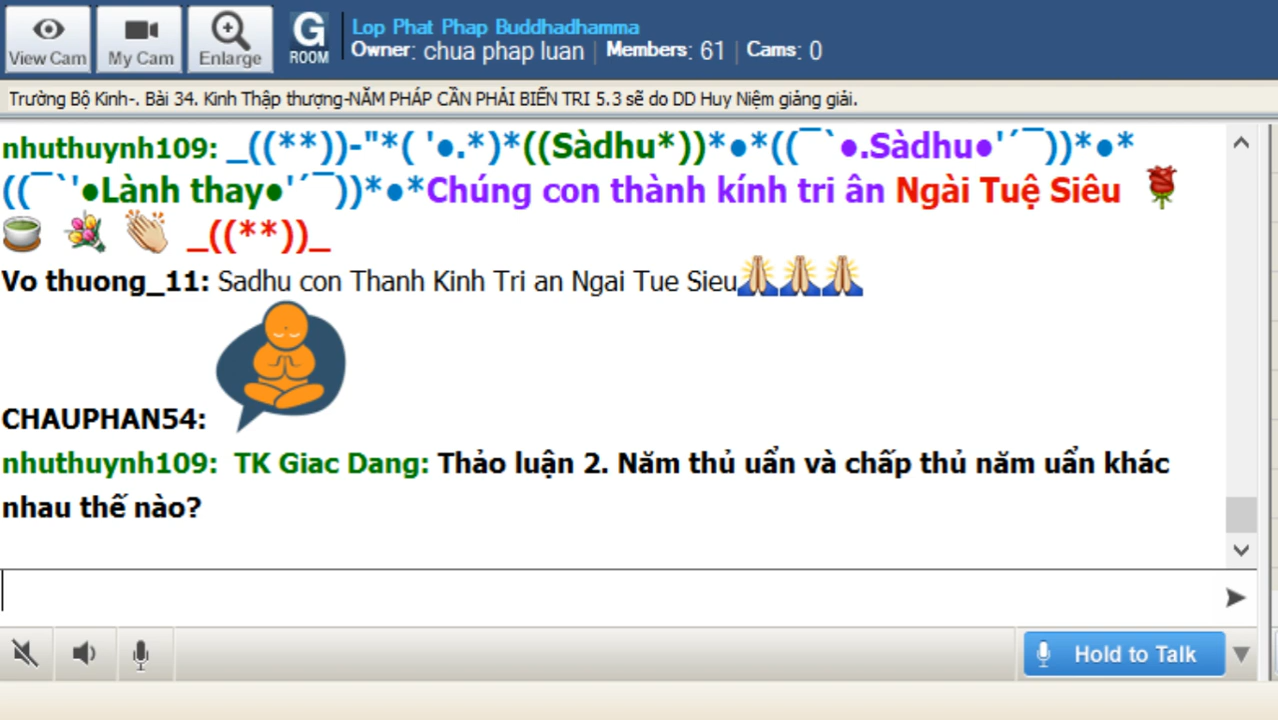 View Cam My Cam Enlarge G ROOM Lop Phat Phap Buddhadhamma
Owner: chua phap luan | Members: 61 | Cams: 0
Trường Bộ Kinh-. Bài 34. Kinh Thập thượng-NĂM PHÁP CẦN PHẢI BIẾN TRI 5.3 sẽ do DD Huy Niệm giảng giải.
nhuthuynh109: _((**))-"*( '●.*)*((Sàdhu*))*●*((¯`●.Sàdhu●'´¯))*●*
((¯`'●Lành thay●'´¯))*●*Chúng con thành kính tri ân Ngài Tuệ Siêu
_((**))_
Vo thuong_11: Sadhu con Thanh Kinh Tri an Ngai Tue Sieu
CHAUPHAN54:
nhuthuynh109: TK Giac Dang: Thảo luận 2. Năm thủ uẩn và chấp thủ năm uẩn khác
nhau thế nào?
Hold to Talk